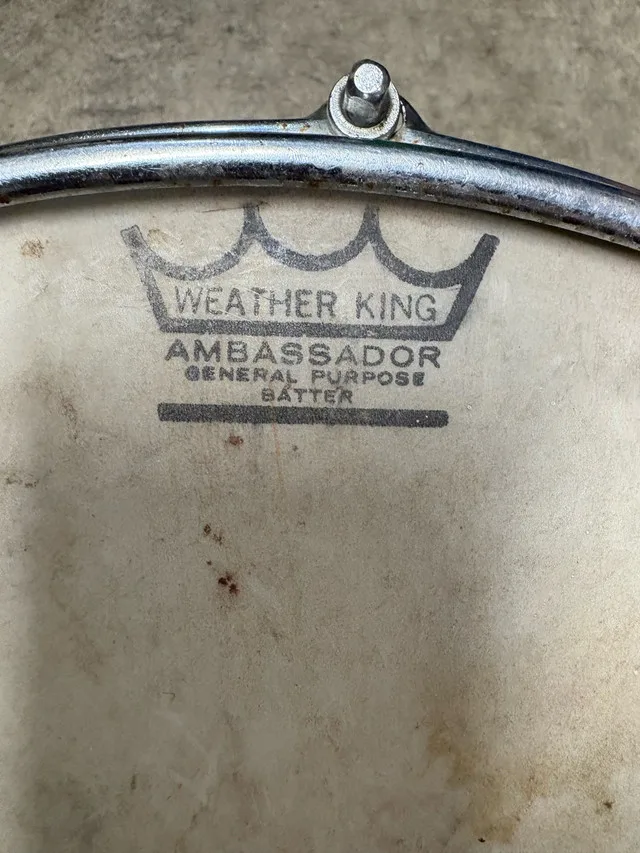 WEATHER KING
AMBASSADOR
GENERAL PURPOSE
BATTER